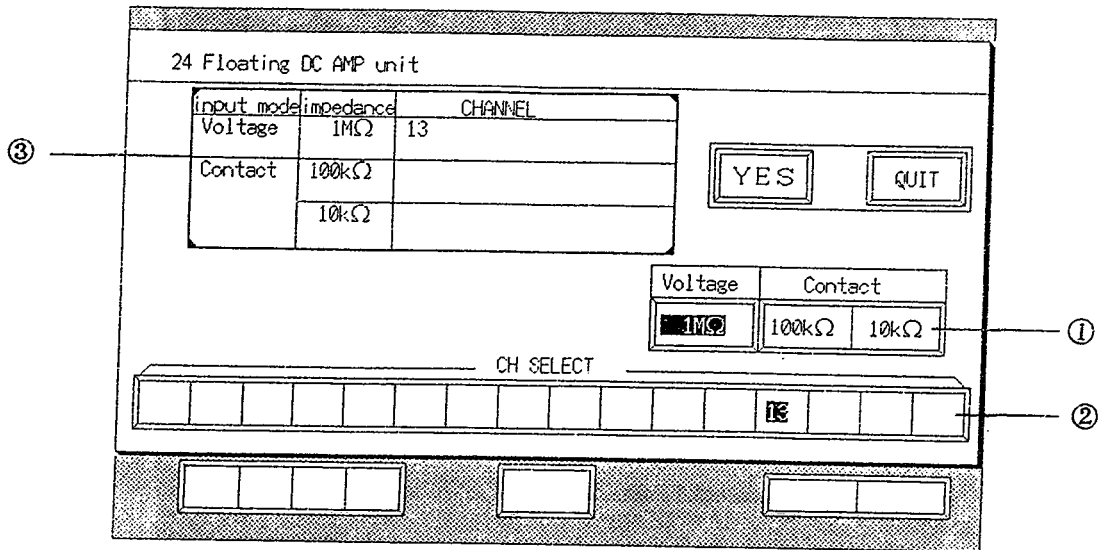 24 Floating DC AMP unit
input mode impedance CHANNEL
Voltage 1MΩ 13
③
Contact 100kΩ
YES QUIT
10kΩ
Voltage Contact
1MΩ 100kΩ 10kΩ ①
CH SELECT
13 ②